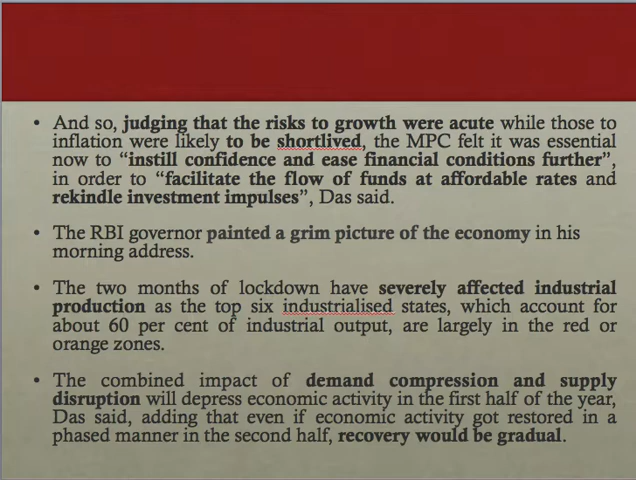 • And so, judging that the risks to growth were acute while those to
inflation were likely to be shortlived, the MPC felt it was essential
now to “instill confidence and ease financial conditions further”,
in order to “facilitate the flow of funds at affordable rates and
rekindle investment impulses”, Das said.
• The RBI governor painted a grim picture of the economy in his
morning address.
• The two months of lockdown have severely affected industrial
production as the top six industrialised states, which account for
about 60 per cent of industrial output, are largely in the red or
orange zones.
• The combined impact of demand compression and supply
disruption will depress economic activity in the first half of the year,
Das said, adding that even if economic activity got restored in a
phased manner in the second half, recovery would be gradual.